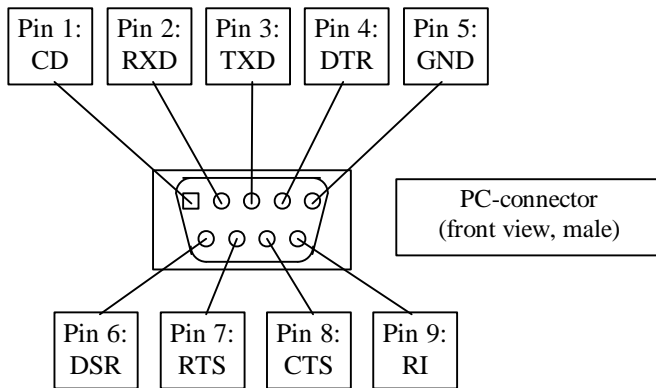 Pin 1:
CD
Pin 2:
RXD
Pin 3:
TXD
Pin 4:
DTR
Pin 5:
GND
PC-connector
(front view, male)
Pin 6:
DSR
Pin 7:
RTS
Pin 8:
CTS
Pin 9:
RI